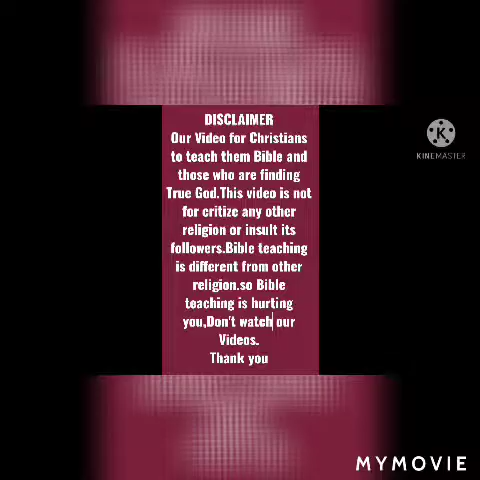 DISCLAIMER
Our Video for Christians
to teach them Bible and
those who are finding
True God.This video is not
for critize any other
religion or insult its
followers.Bible teaching
is different from other
religion.so Bible
teaching is hurting
you,Don't watch our
Videos.
Thank you
K
KINEMASTER
MYMOVIE